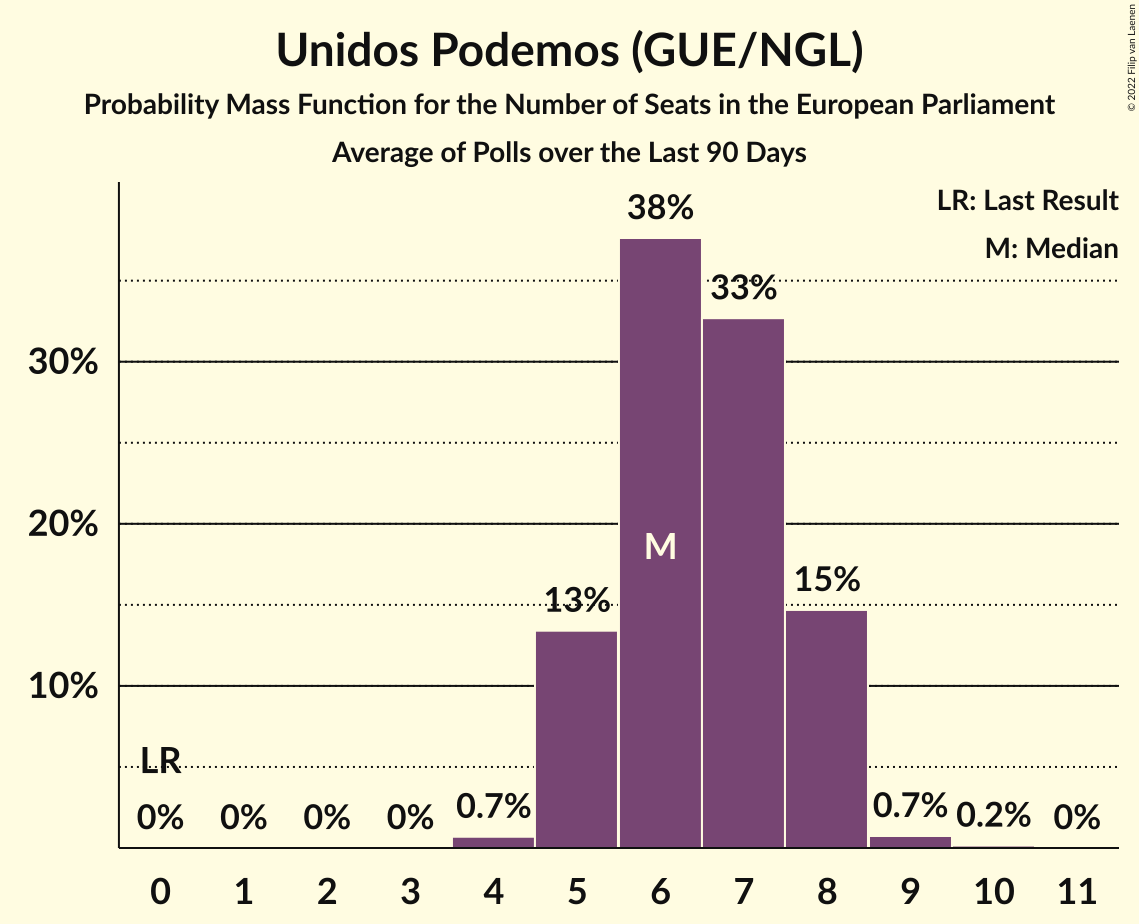 Unidos Podemos (GUE/NGL)
Probability Mass Function for the Number of Seats in the European Parliament
Average of Polls over the Last 90 Days
© 2022 Filip van Laenen
LR: Last Result
M: Median
38%
33%
30%
20%
M
15%
13%
10%
LR
0% 0% 0% 0% 0.7% 0.7% 0.2% 0%
0 1 2 3 4 5 6 7 8 9 10 11